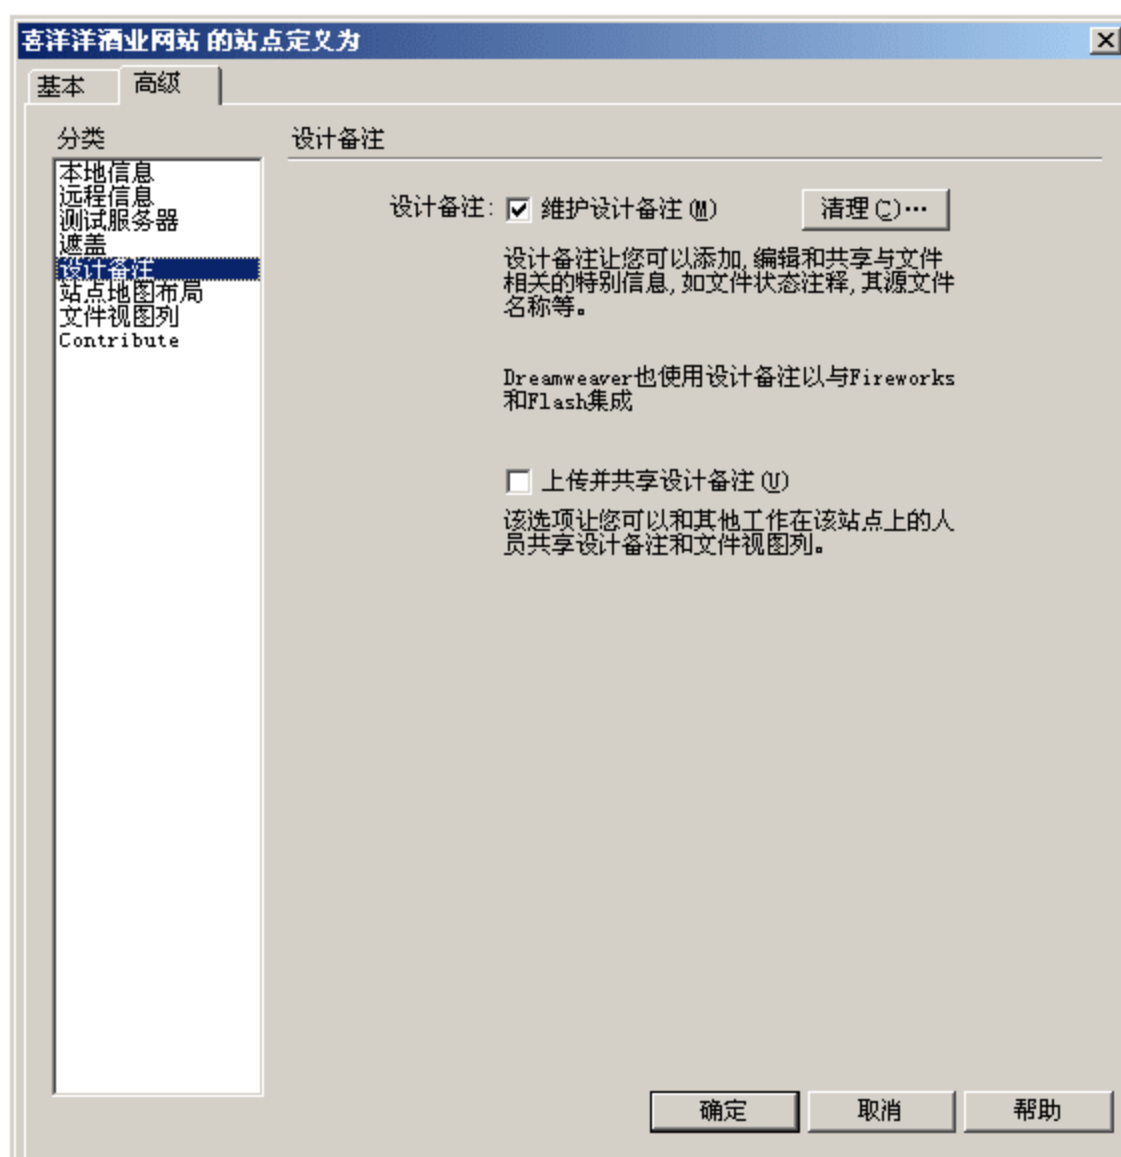 喜洋洋酒业网站 的站点定义为
基本 高级
分类
本地信息
远程信息
测试服务器
遮盖
设计备注
站点地图布局
文件视图列
Contribute
设计备注
设计备注: 维护设计备注(M) 清理(C)…
设计备注让您可以添加,编辑和共享与文件
相关的特别信息,如文件状态注释,其源文件
名称等。
Dreamweaver也使用设计备注以与Fireworks
和Flash集成
上传并共享设计备注(U)
该选项让您可以和其他工作在该站点上的人
员共享设计备注和文件视图列。
确定 取消 帮助